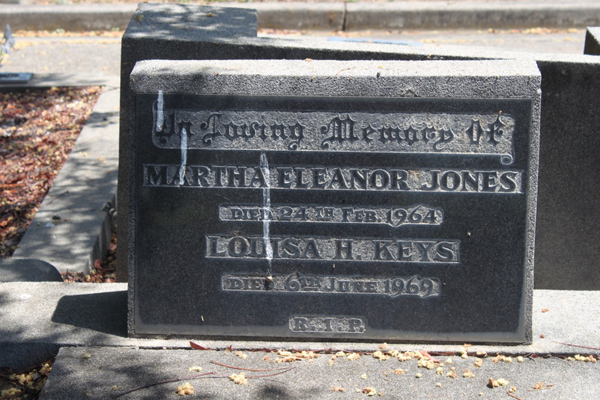 In Loving Memory Of
MARTHA ELEANOR JONES
DIED 24TH FEB. 1964
LOUISA H. KEYS
DIED 6TH JUNE 1969
R.I.P.